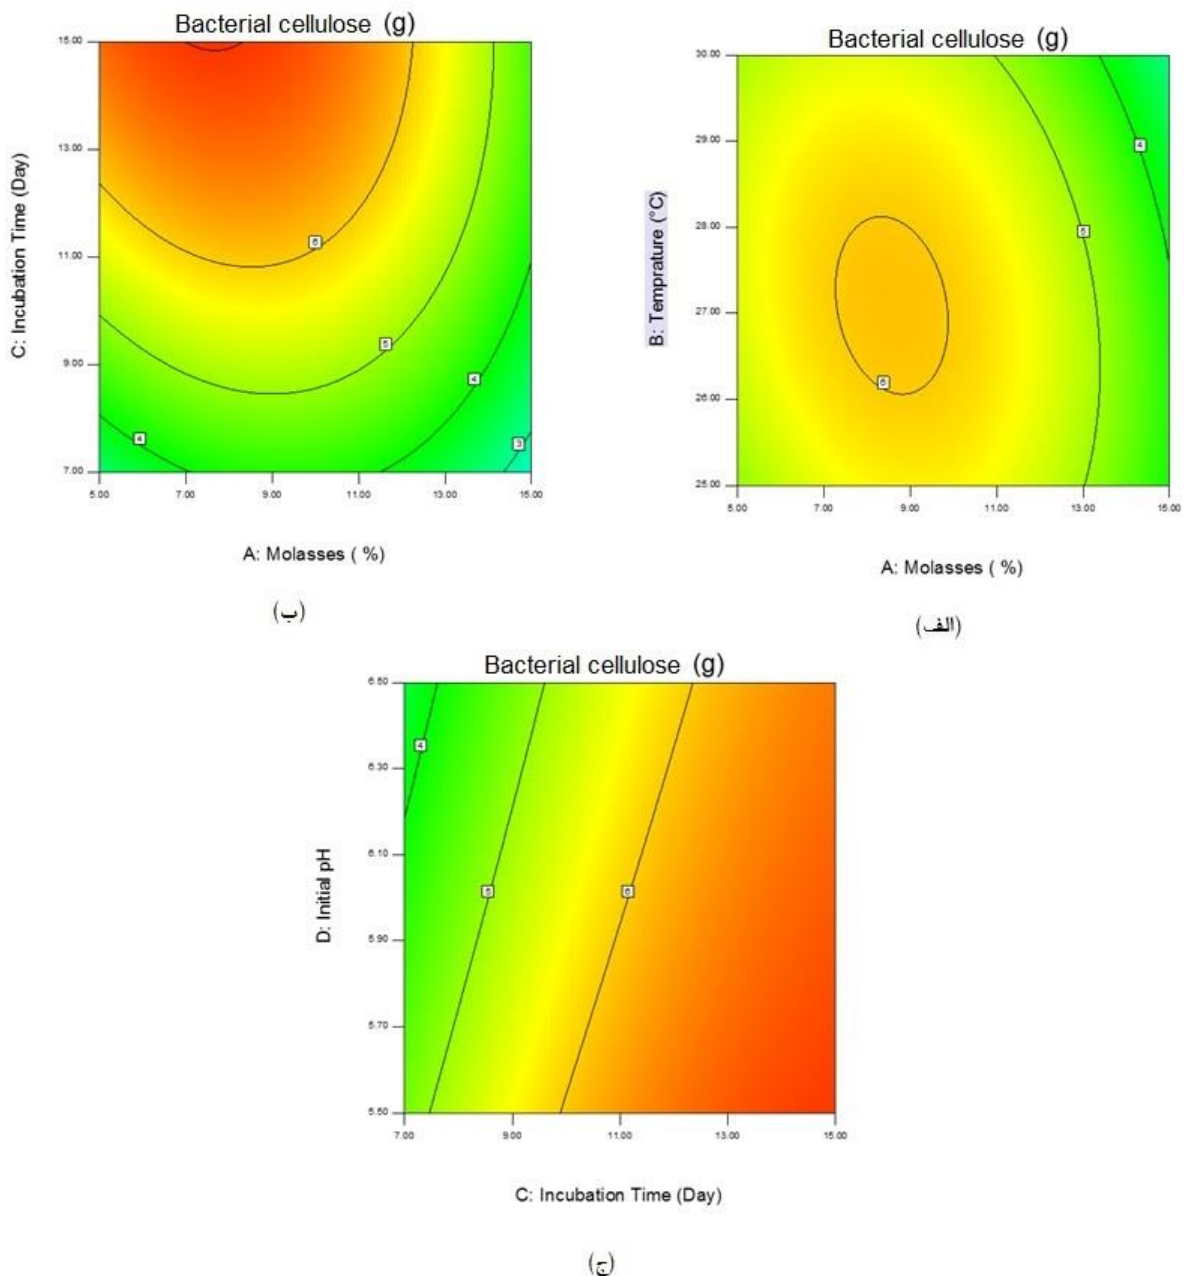 Bacterial cellulose (g)
15.00
13.00
11.00
9.00
7.00
C: Incubation Time (Day)
6
5
4
4
3
5.00 7.00 9.00 11.00 13.00 15.00
A: Molasses ( %)
(ب)
Bacterial cellulose (g)
30.00
29.00
28.00
27.00
26.00
25.00
B: Temprature (°C)
4
5
6
5.00 7.00 9.00 11.00 13.00 15.00
A: Molasses ( %)
(الف)
Bacterial cellulose (g)
6.50
6.30
6.10
5.90
5.70
5.50
D: Initial pH
4
5
6
7.00 9.00 11.00 13.00 15.00
C: Incubation Time (Day)
(ج)